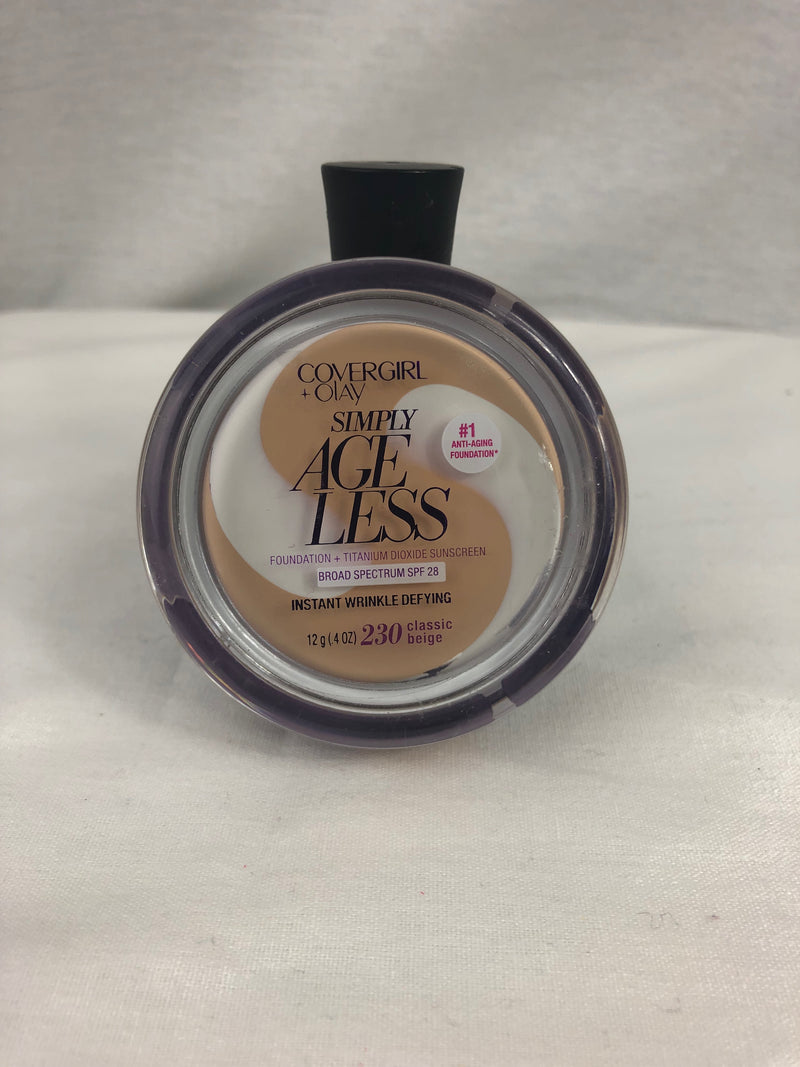 COVERGIRL
+ Olay
SIMPLY
AGE
LESS
#1
ANTI-AGING
FOUNDATION*
FOUNDATION + TITANIUM DIOXIDE SUNSCREEN
BROAD SPECTRUM SPF 28
INSTANT WRINKLE DEFYING
12 g (.4 OZ) 230 classic
beige